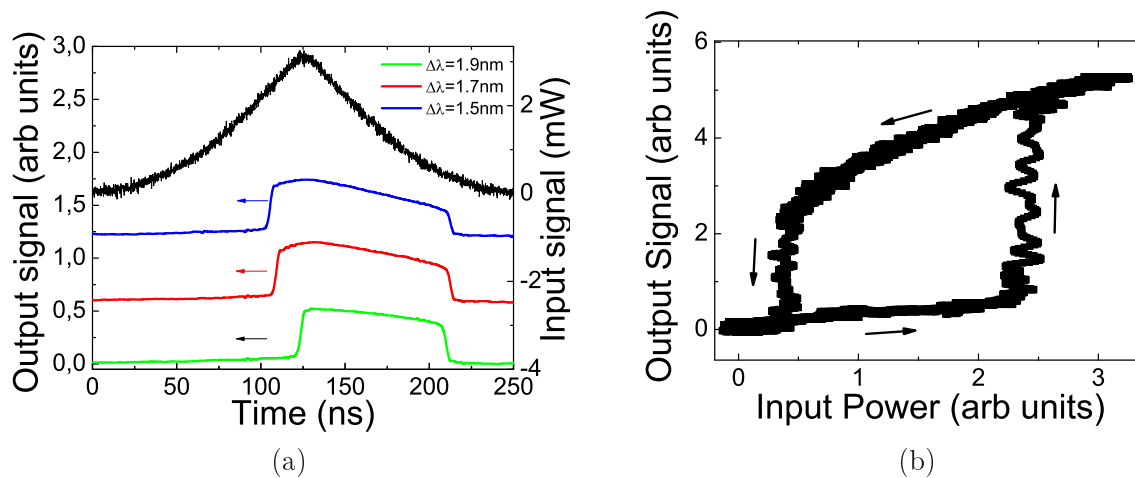 3,0
2,5
2,0
1,5
1,0
0,5
0,0
Output signal (arb units)
Δλ=1.9nm
Δλ=1.7nm
Δλ=1.5nm
2
0
-2
-4
Input signal (mW)
0
50
100
150
200
250
Time (ns)
(a)
6
4
2
0
Output Signal (arb units)
0
1
2
3
Input Power (arb units)
(b)